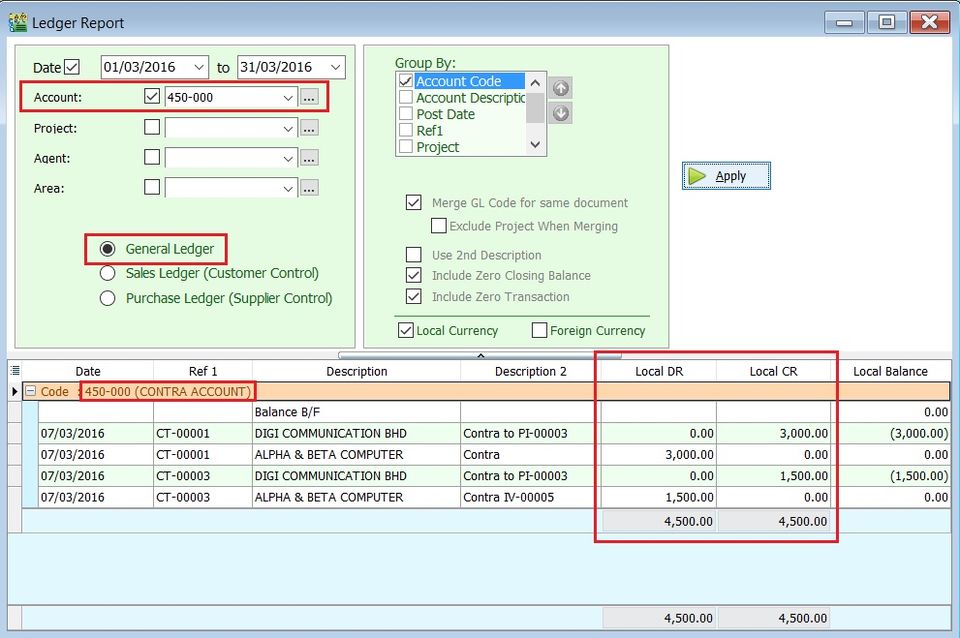 Ledger Report
Date 01/03/2016 to 31/03/2016
Account: 450-000 ...
Project: ...
Agent: ...
Area: ...
General Ledger
Sales Ledger (Customer Control)
Purchase Ledger (Supplier Control)
Group By:
Account Code
Account Descriptic
Post Date
Ref1
Project
Merge GL Code for same document
Exclude Project When Merging
Use 2nd Description
Include Zero Closing Balance
Include Zero Transaction
Local Currency Foreign Currency
Apply
Date Ref 1 Description Description 2 Local DR Local CR Local Balance
Code : 450-000 (CONTRA ACCOUNT)
Balance B/F 0.00
07/03/2016 CT-00001 DIGI COMMUNICATION BHD Contra to PI-00003 0.00 3,000.00 (3,000.00)
07/03/2016 CT-00001 ALPHA & BETA COMPUTER Contra 3,000.00 0.00 0.00
07/03/2016 CT-00003 DIGI COMMUNICATION BHD Contra to PI-00003 0.00 1,500.00 (1,500.00)
07/03/2016 CT-00003 ALPHA & BETA COMPUTER Contra IV-00005 1,500.00 0.00 0.00
4,500.00 4,500.00
4,500.00 4,500.00